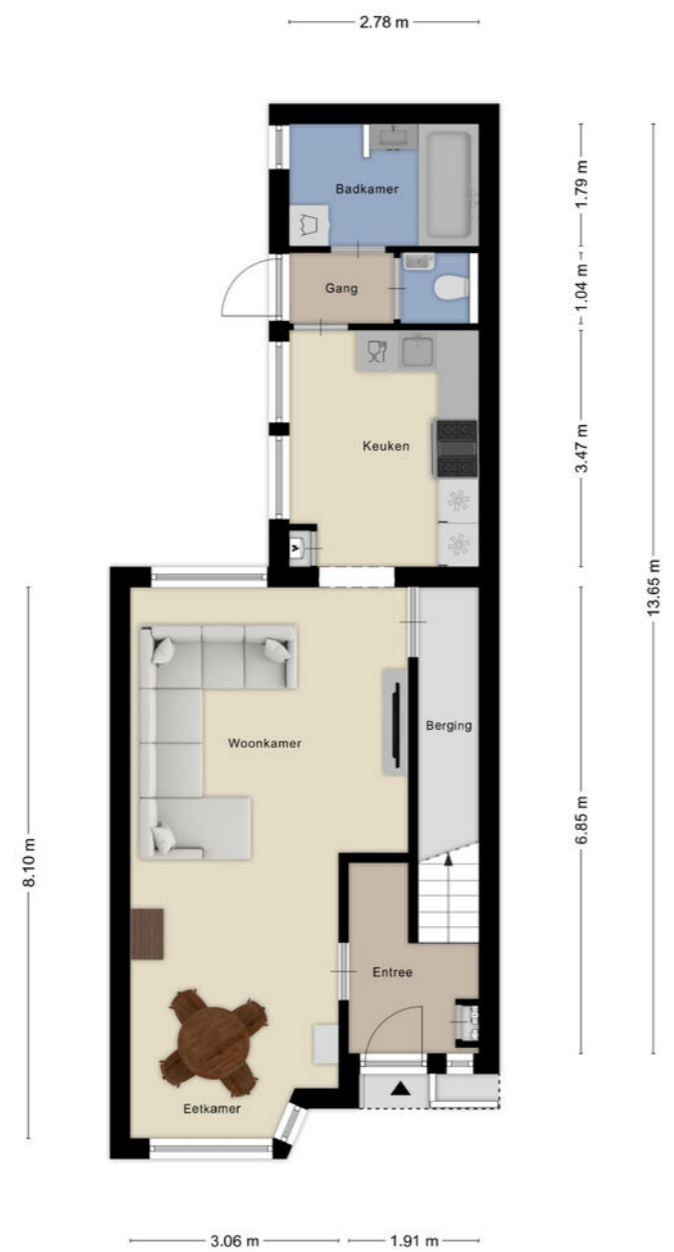 2.78 m
Badkamer
1.79 m
Gang
1.04 m
Keuken
3.47 m
13.65 m
Woonkamer
Berging
6.85 m
8.10 m
Entree
Eetkamer
3.06 m
1.91 m